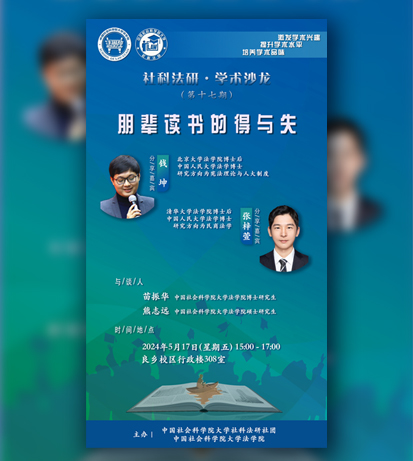 激发学术兴趣
提升学术水平
培养学术品味
社科法研·学术沙龙
（第十七期）
朋辈读书的得与失
分/享/嘉/宾
钱坤
北京大学法学院博士后
中国人民大学法学博士
研究方向为宪法理论与人大制度
清华大学法学院博士后
中国人民大学法学博士
研究方向为民商法学
张梓萱
分/享/嘉/宾
与/谈/人
苗振华 中国社会科学院大学法学院博士研究生
熊志远 中国社会科学院大学法学院硕士研究生
时/间/地/点
2024年5月17日(星期五) 15:00 - 17:00
良乡校区行政楼308室
主办 | 中国社会科学院大学社科法研社团
中国社会科学院大学法学院